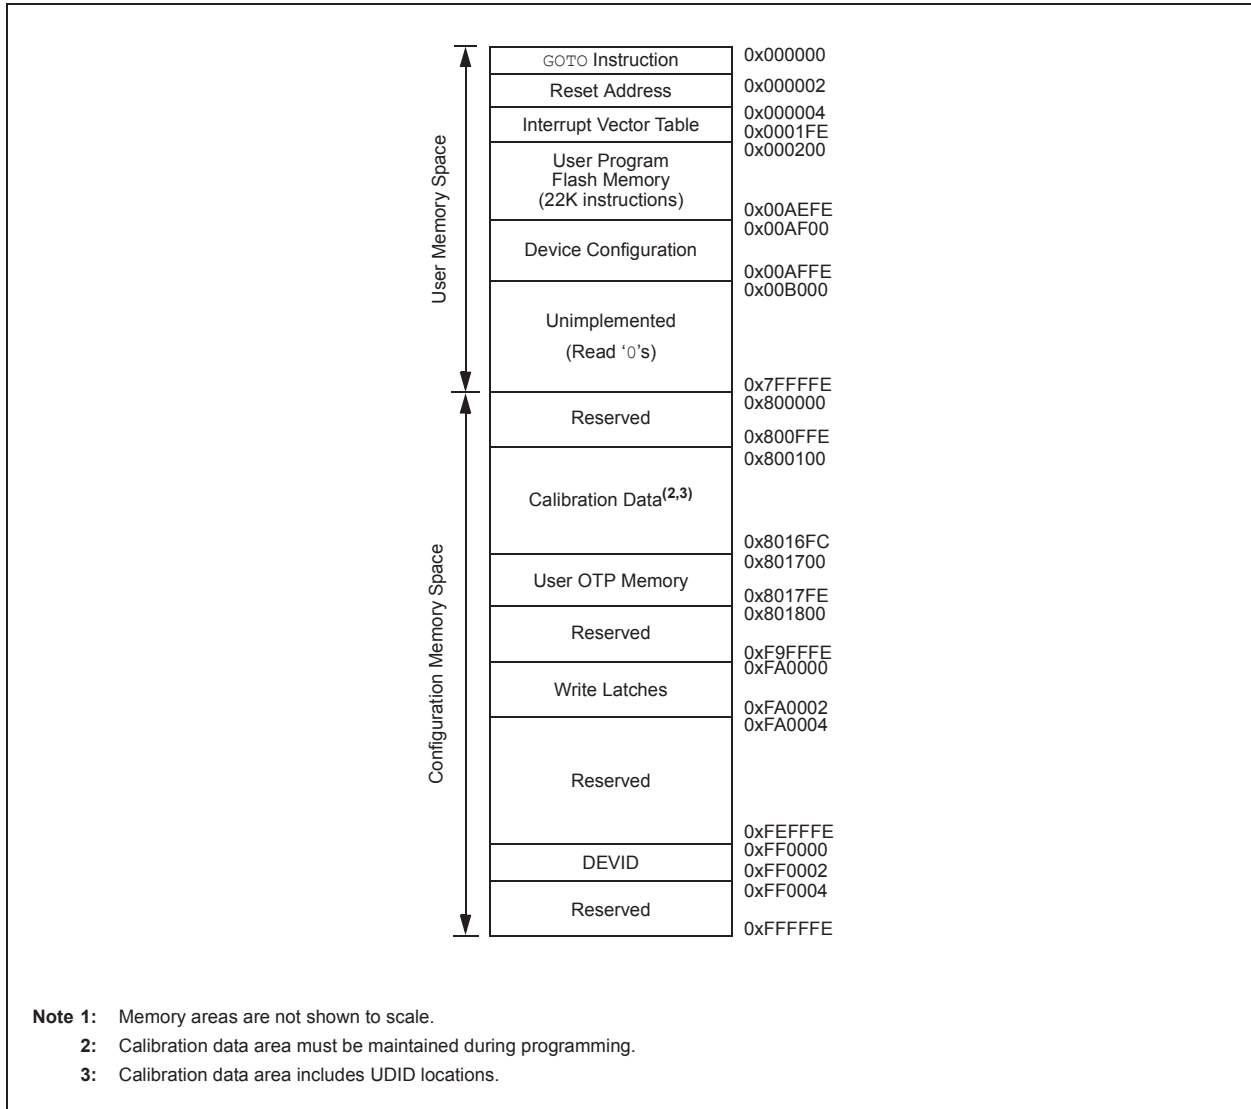 GOTO Instruction
0x000000
Reset Address
0x000002
Interrupt Vector Table
0x000004
0x0001FE
User Program
Flash Memory
(22K instructions)
0x000200
0x00AEFE
Device Configuration
0x00AF00
0x00AFFE
Unimplemented
(Read ‘0’s)
0x00B000
0x7FFFFE
User Memory Space
Reserved
0x800000
0x800FFE
Calibration Data(2,3)
0x800100
0x8016FC
User OTP Memory
0x801700
0x8017FE
Reserved
0x801800
0xF9FFFE
Write Latches
0xFA0000
0xFA0002
Reserved
0xFA0004
0xFEFFFE
DEVID
0xFF0000
0xFF0002
Reserved
0xFF0004
0xFFFFFE
Configuration Memory Space
Note 1: Memory areas are not shown to scale.
2: Calibration data area must be maintained during programming.
3: Calibration data area includes UDID locations.